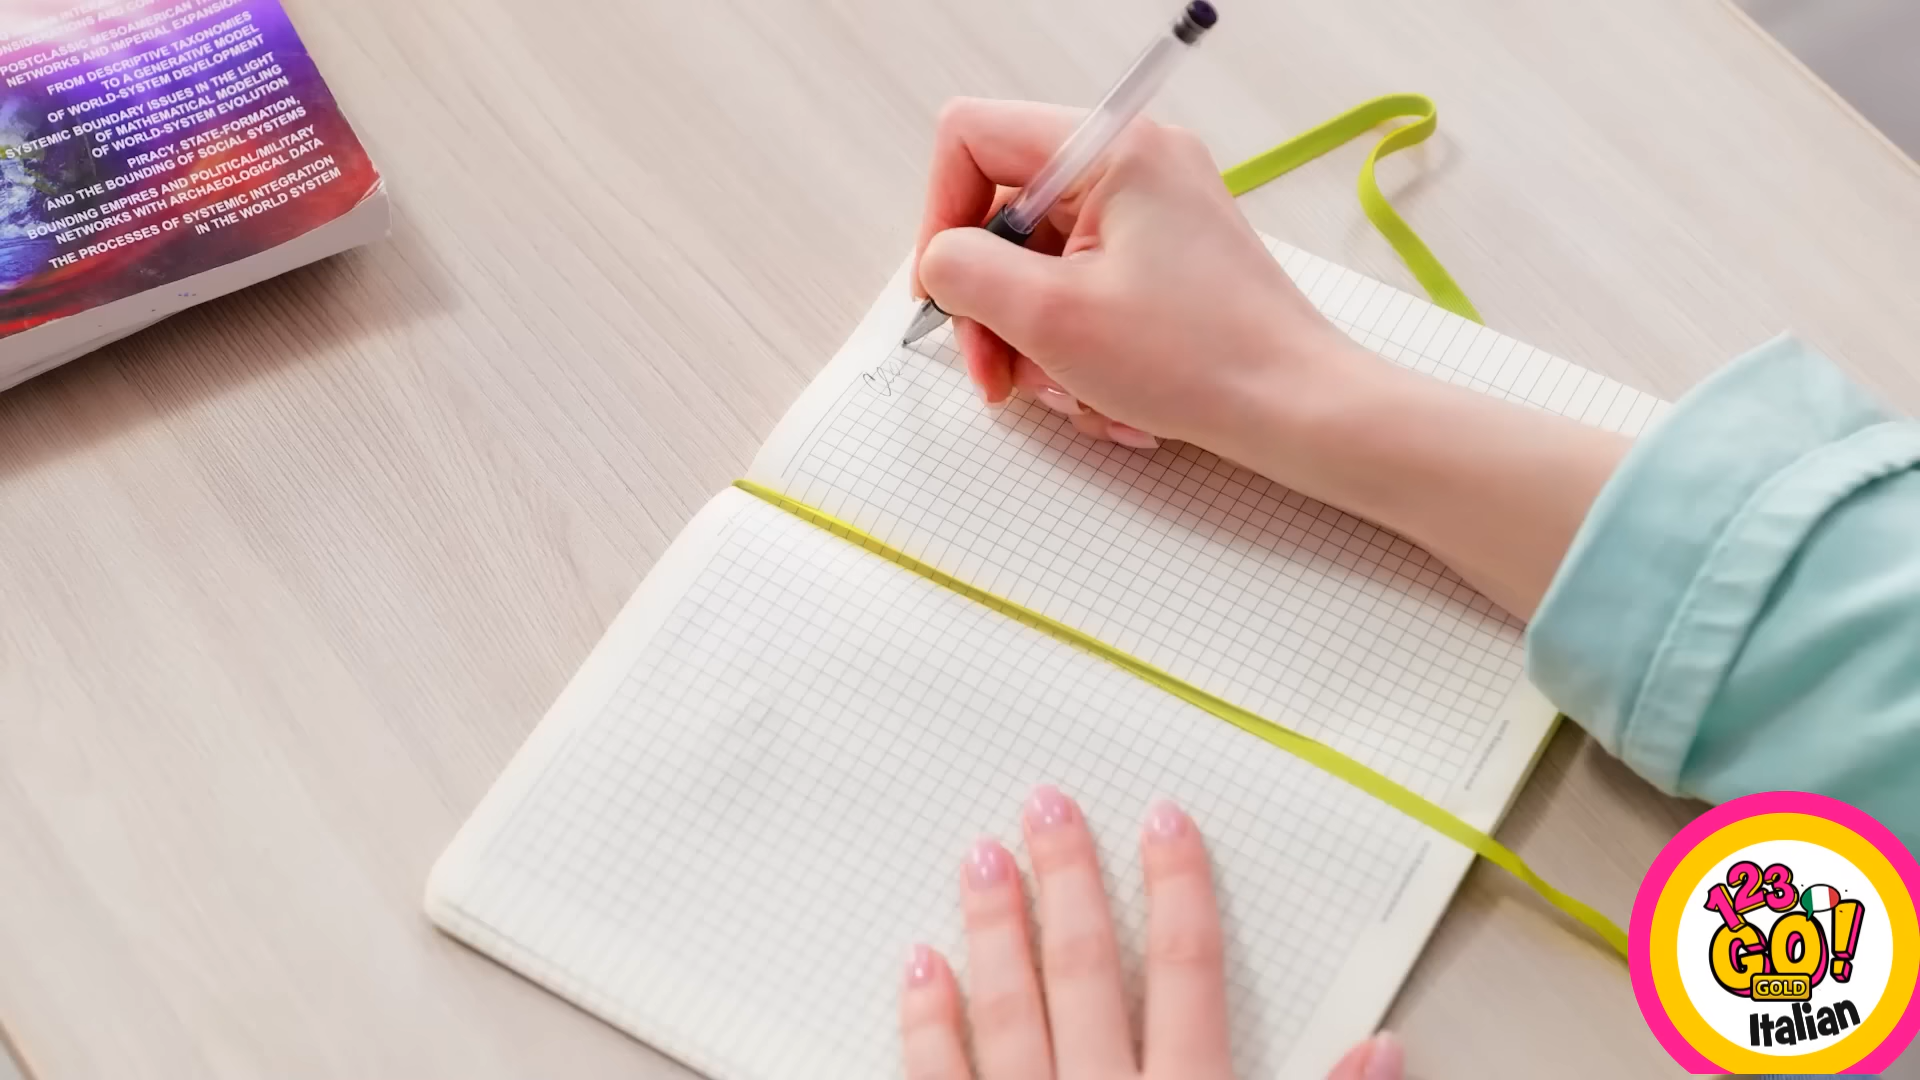 CONSIDERATIONS AND
POSTCLASSIC MESOAMERICAN
NETWORKS AND IMPERIAL EXPANSION
FROM DESCRIPTIVE TAXONOMIES
TO A GENERATIVE MODEL
OF WORLD-SYSTEM DEVELOPMENT
SYSTEMIC BOUNDARY ISSUES IN THE LIGHT
OF MATHEMATICAL MODELING
OF WORLD-SYSTEM EVOLUTION
PIRACY, STATE-FORMATION,
AND THE BOUNDING OF SOCIAL SYSTEMS
BOUNDING EMPIRES AND POLITICAL/MILITARY
NETWORKS WITH ARCHAEOLOGICAL DATA
THE PROCESSES OF SYSTEMIC INTEGRATION
IN THE WORLD SYSTEM
123
GO!
GOLD
Italian